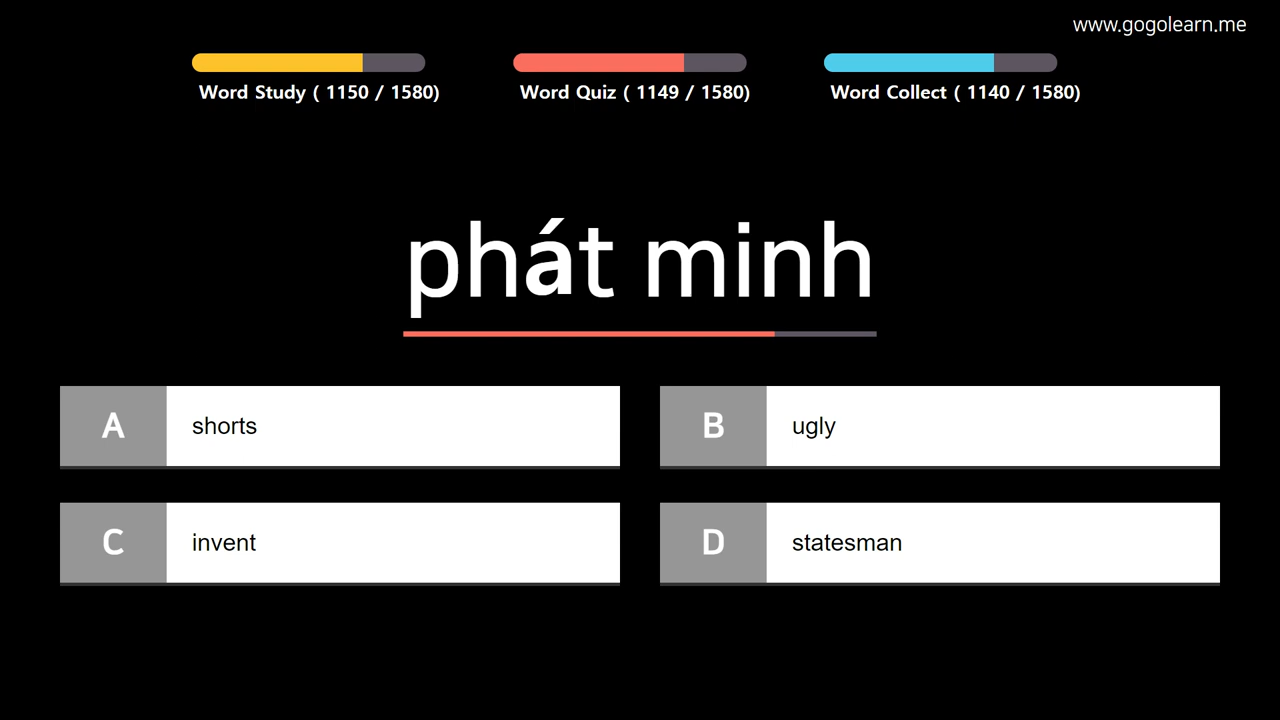 www.gogolearn.me
Word Study ( 1150 / 1580)
Word Quiz ( 1149 / 1580)
Word Collect ( 1140 / 1580)
phát minh
A shorts
B ugly
C invent
D statesman